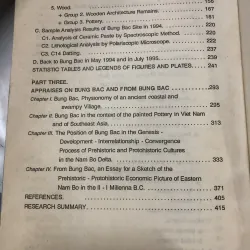 5. Wood. 156
+ Group 2. Wooden Architecture Remains. 167
+ Group 3. Pottery. 181
C. Sample Analysis Results of Bung Bac Site in 1994. 220
C1. Analysis of Ceramic Paste by Spectroscopic Method.
C2. Lithological Analysis by Polariscopic Microscope.
C3. C14 Datting.
D. Back to Bung Bac in May 1994 and in July 1995. 237
STATISTIC TABLES AND LEGENDS OF FIGURES AND PLATES. 241
PART THREE.
APPRAISES ON BUNG BAC AND FROM BUNG BAC 293
Chapter I. Bung Bac, Physyonomy of an ancient coastal and
swampy Village. 295
Chapter II. Bung Bac in the context of the painted Pottery in Viet Nam
and of Southeast Asia. 313
Chapter III. The Position of Bung Bac in the Genesis -
Development - Interrelationship - Convergence
Process of Prehistoric and Protohistoric Cultures
in the Nam Bo Delta. 333
Chapter IV. From Bung Bac, an Essay for a Sketch of the
Prehistoric - Protohistoric Economic Picture of Eastern
Nam Bo in the II - I Millenna B.C. 371
REFERENCES. 405
RESEARCH SUMMARY 415